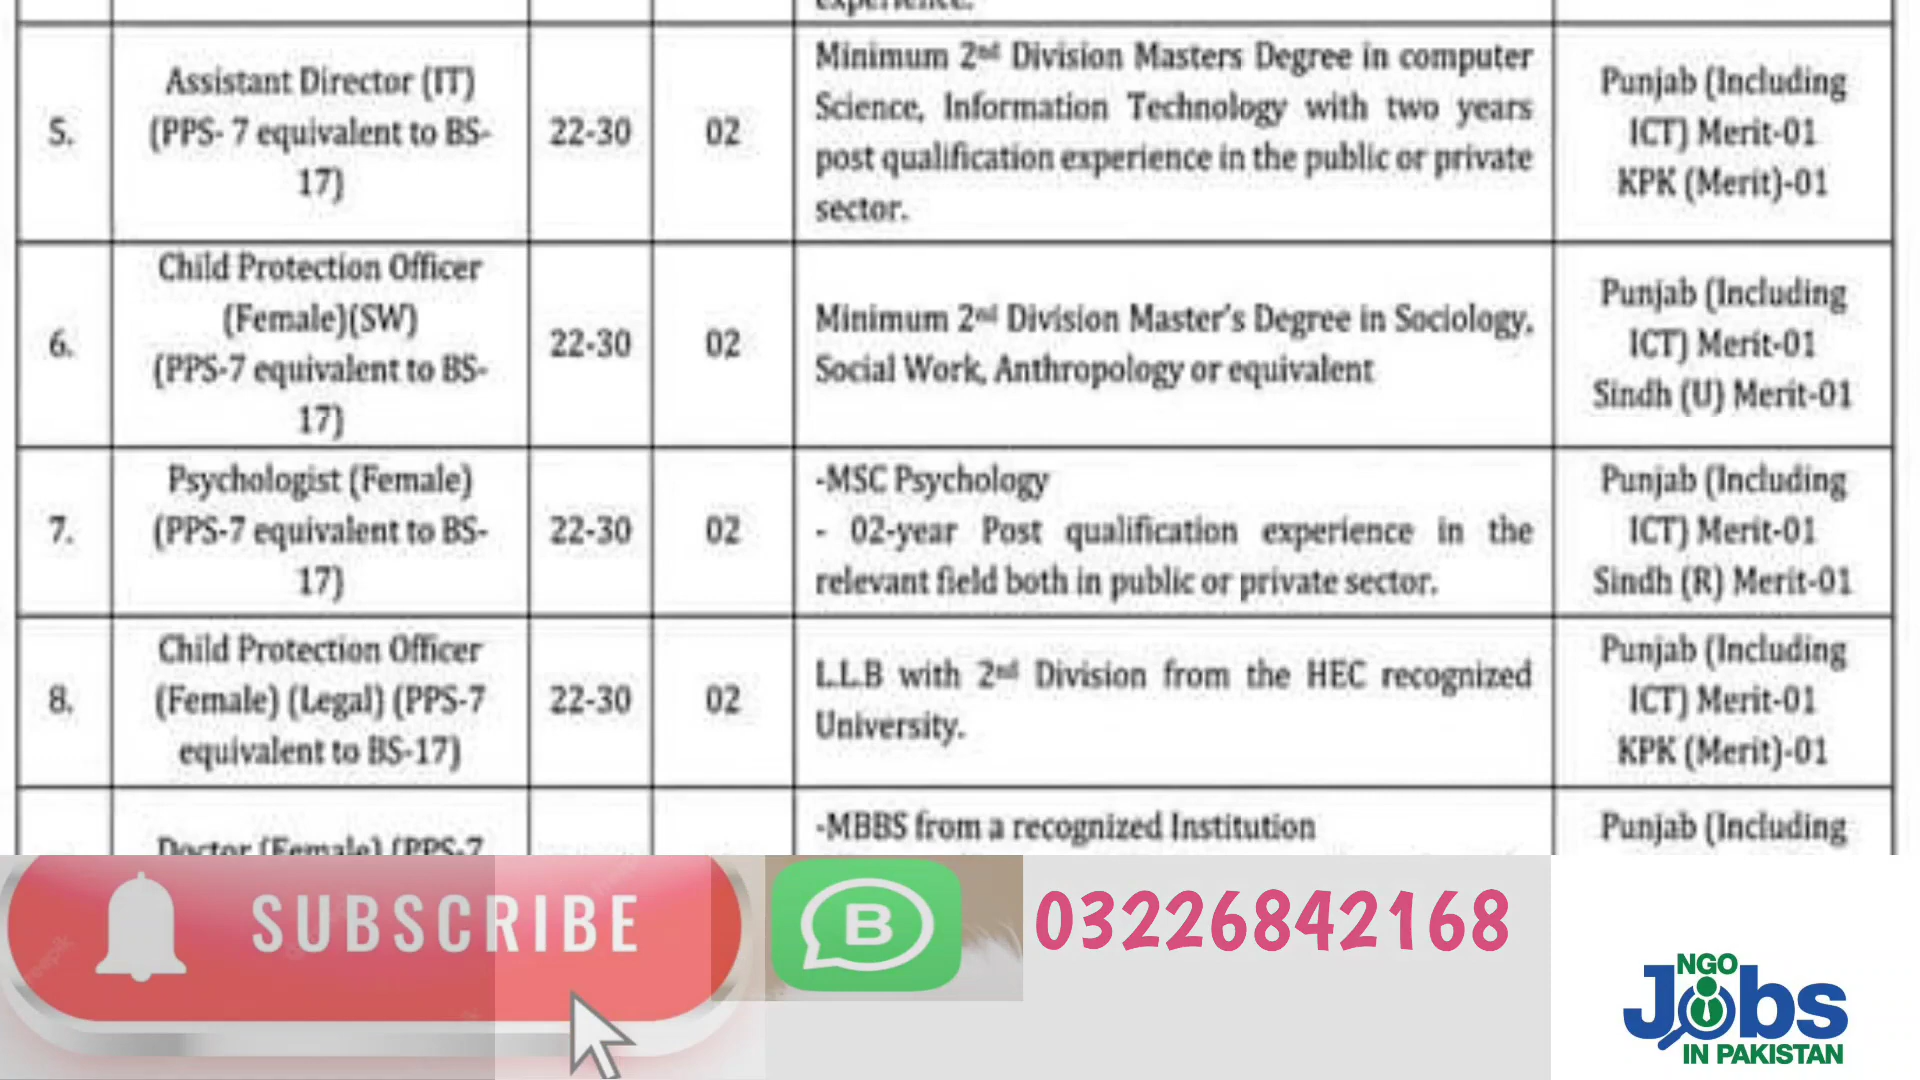 experience.
5.
Assistant Director (IT)
(PPS- 7 equivalent to BS-
17)
22-30
02
Minimum 2nd Division Masters Degree in computer
Science, Information Technology with two years
post qualification experience in the public or private
sector.
Punjab (Including
ICT) Merit-01
KPK (Merit)-01
6.
Child Protection Officer
(Female)(SW)
(PPS-7 equivalent to BS-
17)
22-30
02
Minimum 2nd Division Master's Degree in Sociology,
Social Work, Anthropology or equivalent
Punjab (Including
ICT) Merit-01
Sindh (U) Merit-01
7.
Psychologist (Female)
(PPS-7 equivalent to BS-
17)
22-30
02
-MSC Psychology
- 02-year Post qualification experience in the
relevant field both in public or private sector.
Punjab (Including
ICT) Merit-01
Sindh (R) Merit-01
8.
Child Protection Officer
(Female) (Legal) (PPS-7
equivalent to BS-17)
22-30
02
L.L.B with 2nd Division from the HEC recognized
University.
Punjab (Including
ICT) Merit-01
KPK (Merit)-01
Doctor (Female) (PPS-7
-MBBS from a recognized Institution
Punjab (Including
SUBSCRIBE
B
03226842168
NGO
Jobs
IN PAKISTAN